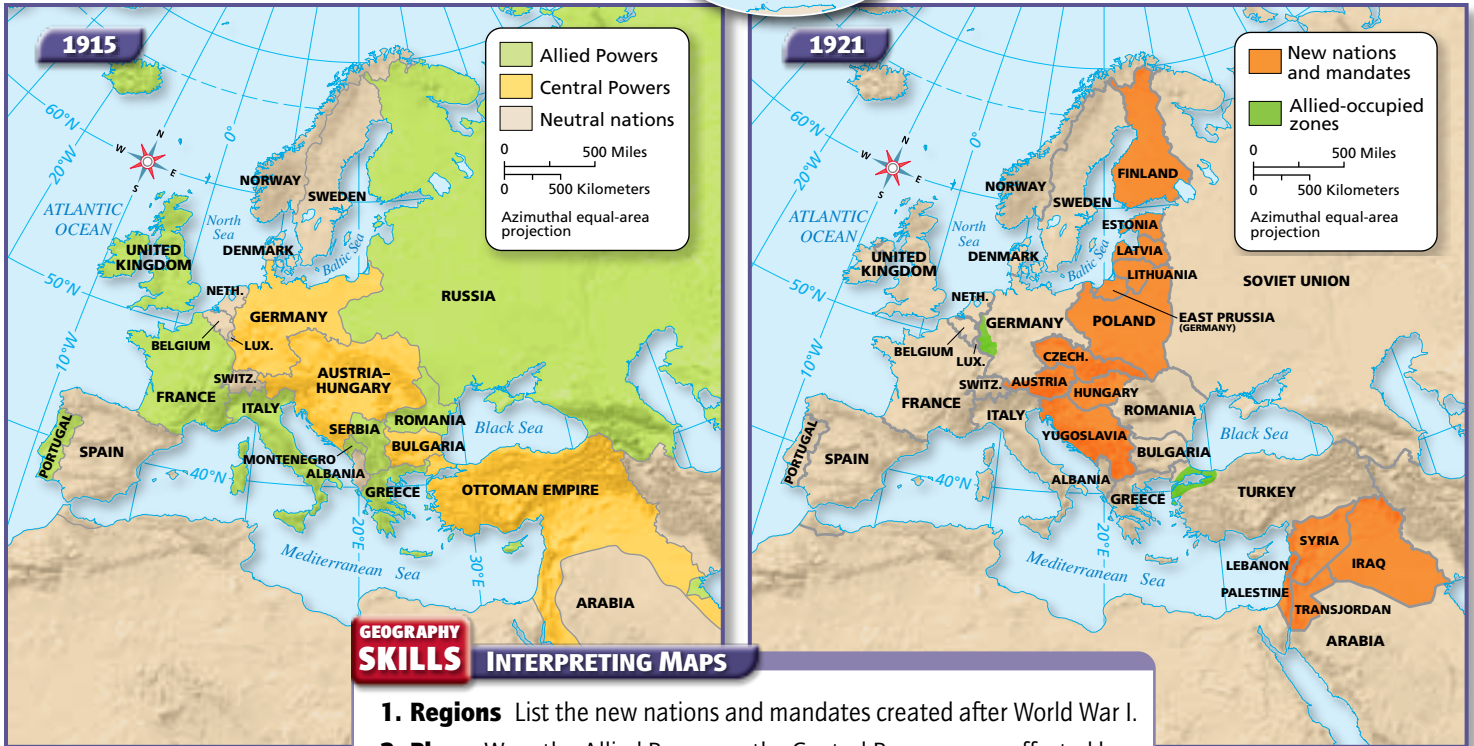 1915
Allied Powers
Central Powers
Neutral nations
0 500 Miles
0 500 Kilometers
Azimuthal equal-area
projection
60°N
20°W
0°
N
W
E
S
50°N
10°W
40°N
20°E
30°E
ATLANTIC
OCEAN
North
Sea
Baltic Sea
NORWAY
SWEDEN
DENMARK
UNITED
KINGDOM
NETH.
GERMANY
RUSSIA
BELGIUM
LUX.
SWITZ.
AUSTRIA–
HUNGARY
FRANCE
ITALY
ROMANIA
SERBIA
Black Sea
BULGARIA
MONTENEGRO
ALBANIA
PORTUGAL
SPAIN
GREECE
OTTOMAN EMPIRE
Mediterranean Sea
ARABIA
1921
New nations
and mandates
Allied-occupied
zones
0 500 Miles
0 500 Kilometers
Azimuthal equal-area
projection
60°N
20°W
0°
N
W
E
S
50°N
10°W
40°N
20°E
ATLANTIC
OCEAN
North
Sea
Baltic Sea
NORWAY
SWEDEN
FINLAND
ESTONIA
LATVIA
LITHUANIA
DENMARK
UNITED
KINGDOM
SOVIET UNION
NETH.
GERMANY
POLAND
EAST PRUSSIA
(GERMANY)
BELGIUM
LUX.
CZECH.
SWITZ.
AUSTRIA
HUNGARY
FRANCE
ITALY
ROMANIA
YUGOSLAVIA
Black Sea
BULGARIA
PORTUGAL
SPAIN
ALBANIA
GREECE
TURKEY
SYRIA
LEBANON
IRAQ
PALESTINE
TRANSJORDAN
Mediterranean Sea
ARABIA
GEOGRAPHY
SKILLS
INTERPRETING MAPS
1. Regions List the new nations and mandates created after World War I.